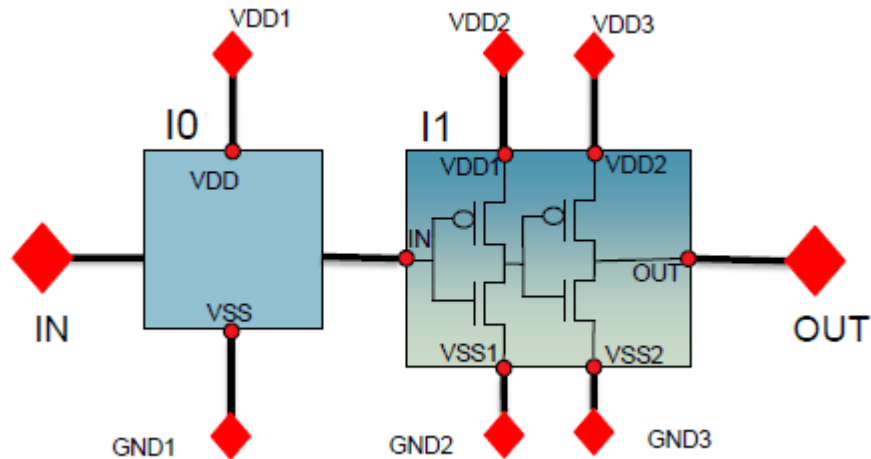 VDD1
VDD2
VDD3
I0
I1
VDD
VDD1
VDD2
IN
OUT
VSS
VSS1
VSS2
IN
OUT
GND1
GND2
GND3